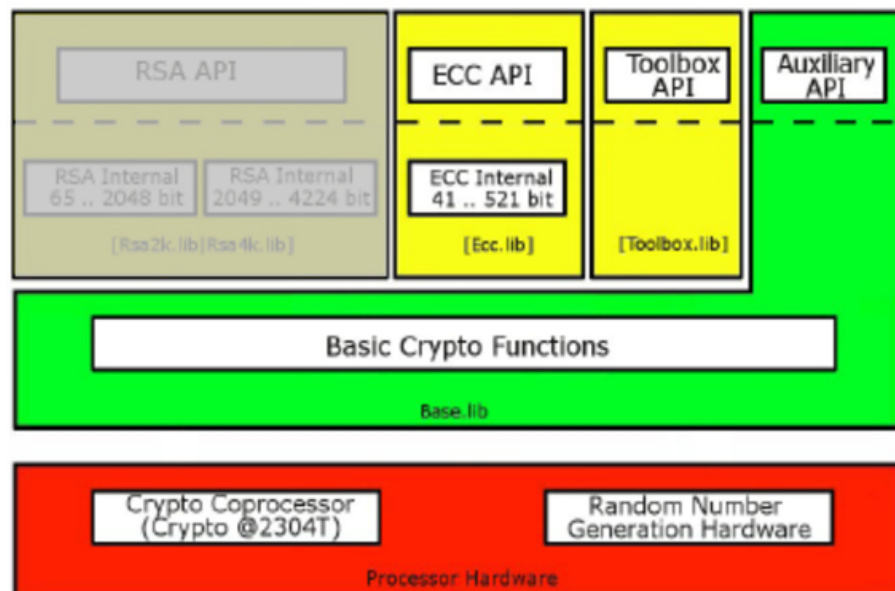 RSA API
ECC API
Toolbox
API
Auxiliary
API
RSA Internal
65 .. 2048 bit
RSA Internal
2049 .. 4224 bit
ECC Internal
41 .. 521 bit
[Rsa2k.lib|Rsa4k.lib]
[Ecc.lib]
[Toolbox.lib]
Basic Crypto Functions
Base.lib
Crypto Coprocessor
(Crypto @2304T)
Random Number
Generation Hardware
Processor Hardware